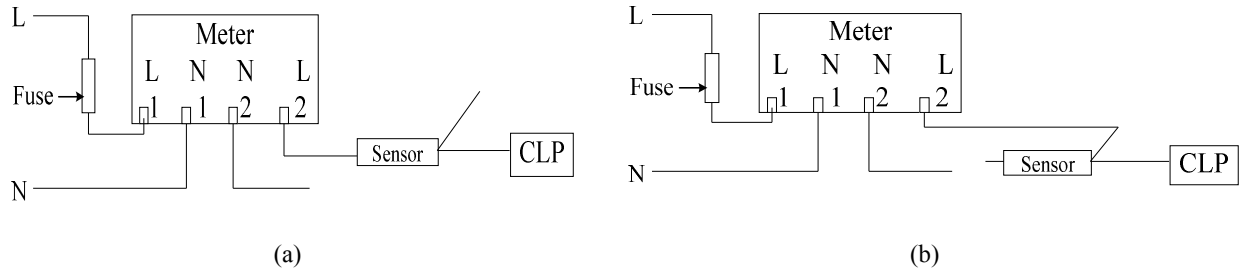 L
Meter
L N N L
Fuse
1 1 2 2
Sensor
CLP
N
(a)
L
Meter
L N N L
Fuse
1 1 2 2
Sensor
CLP
N
(b)